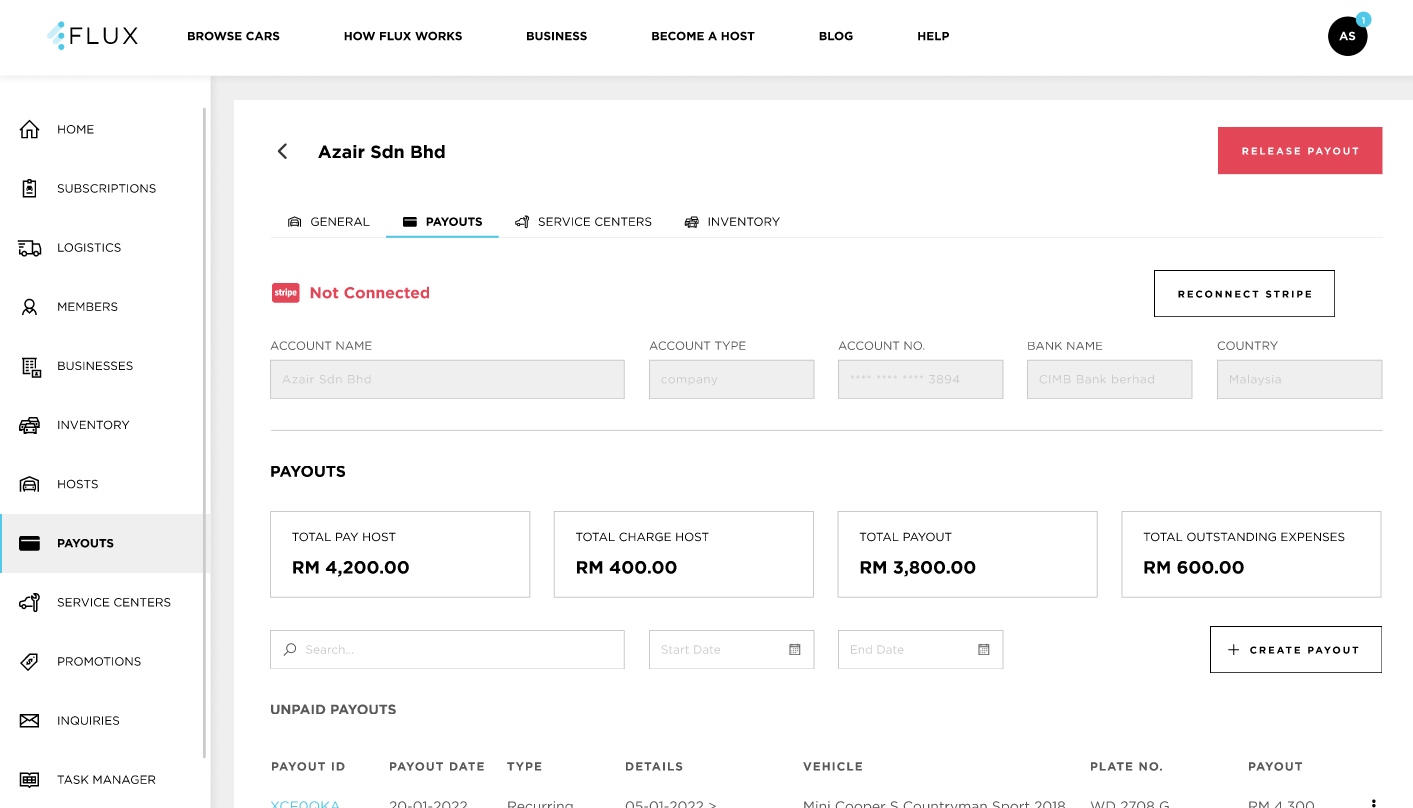 FLUX BROWSE CARS HOW FLUX WORKS BUSINESS BECOME A HOST BLOG HELP AS 1
HOME
SUBSCRIPTIONS
LOGISTICS
MEMBERS
BUSINESSES
INVENTORY
HOSTS
PAYOUTS
SERVICE CENTERS
PROMOTIONS
INQUIRIES
TASK MANAGER
Azair Sdn Bhd RELEASE PAYOUT
GENERAL PAYOUTS SERVICE CENTERS INVENTORY
stripe Not Connected RECONNECT STRIPE
ACCOUNT NAME ACCOUNT TYPE ACCOUNT NO. BANK NAME COUNTRY
Azair Sdn Bhd company **** **** **** 3894 CIMB Bank berhad Malaysia
PAYOUTS
TOTAL PAY HOST TOTAL CHARGE HOST TOTAL PAYOUT TOTAL OUTSTANDING EXPENSES
RM 4,200.00 RM 400.00 RM 3,800.00 RM 600.00
Search... Start Date End Date + CREATE PAYOUT
UNPAID PAYOUTS
PAYOUT ID PAYOUT DATE TYPE DETAILS VEHICLE PLATE NO. PAYOUT
20-01-2022 Recurring 05-01-2022 > Mini Cooper S Countryman Sport 2018 WD 2708 G RM 4,300